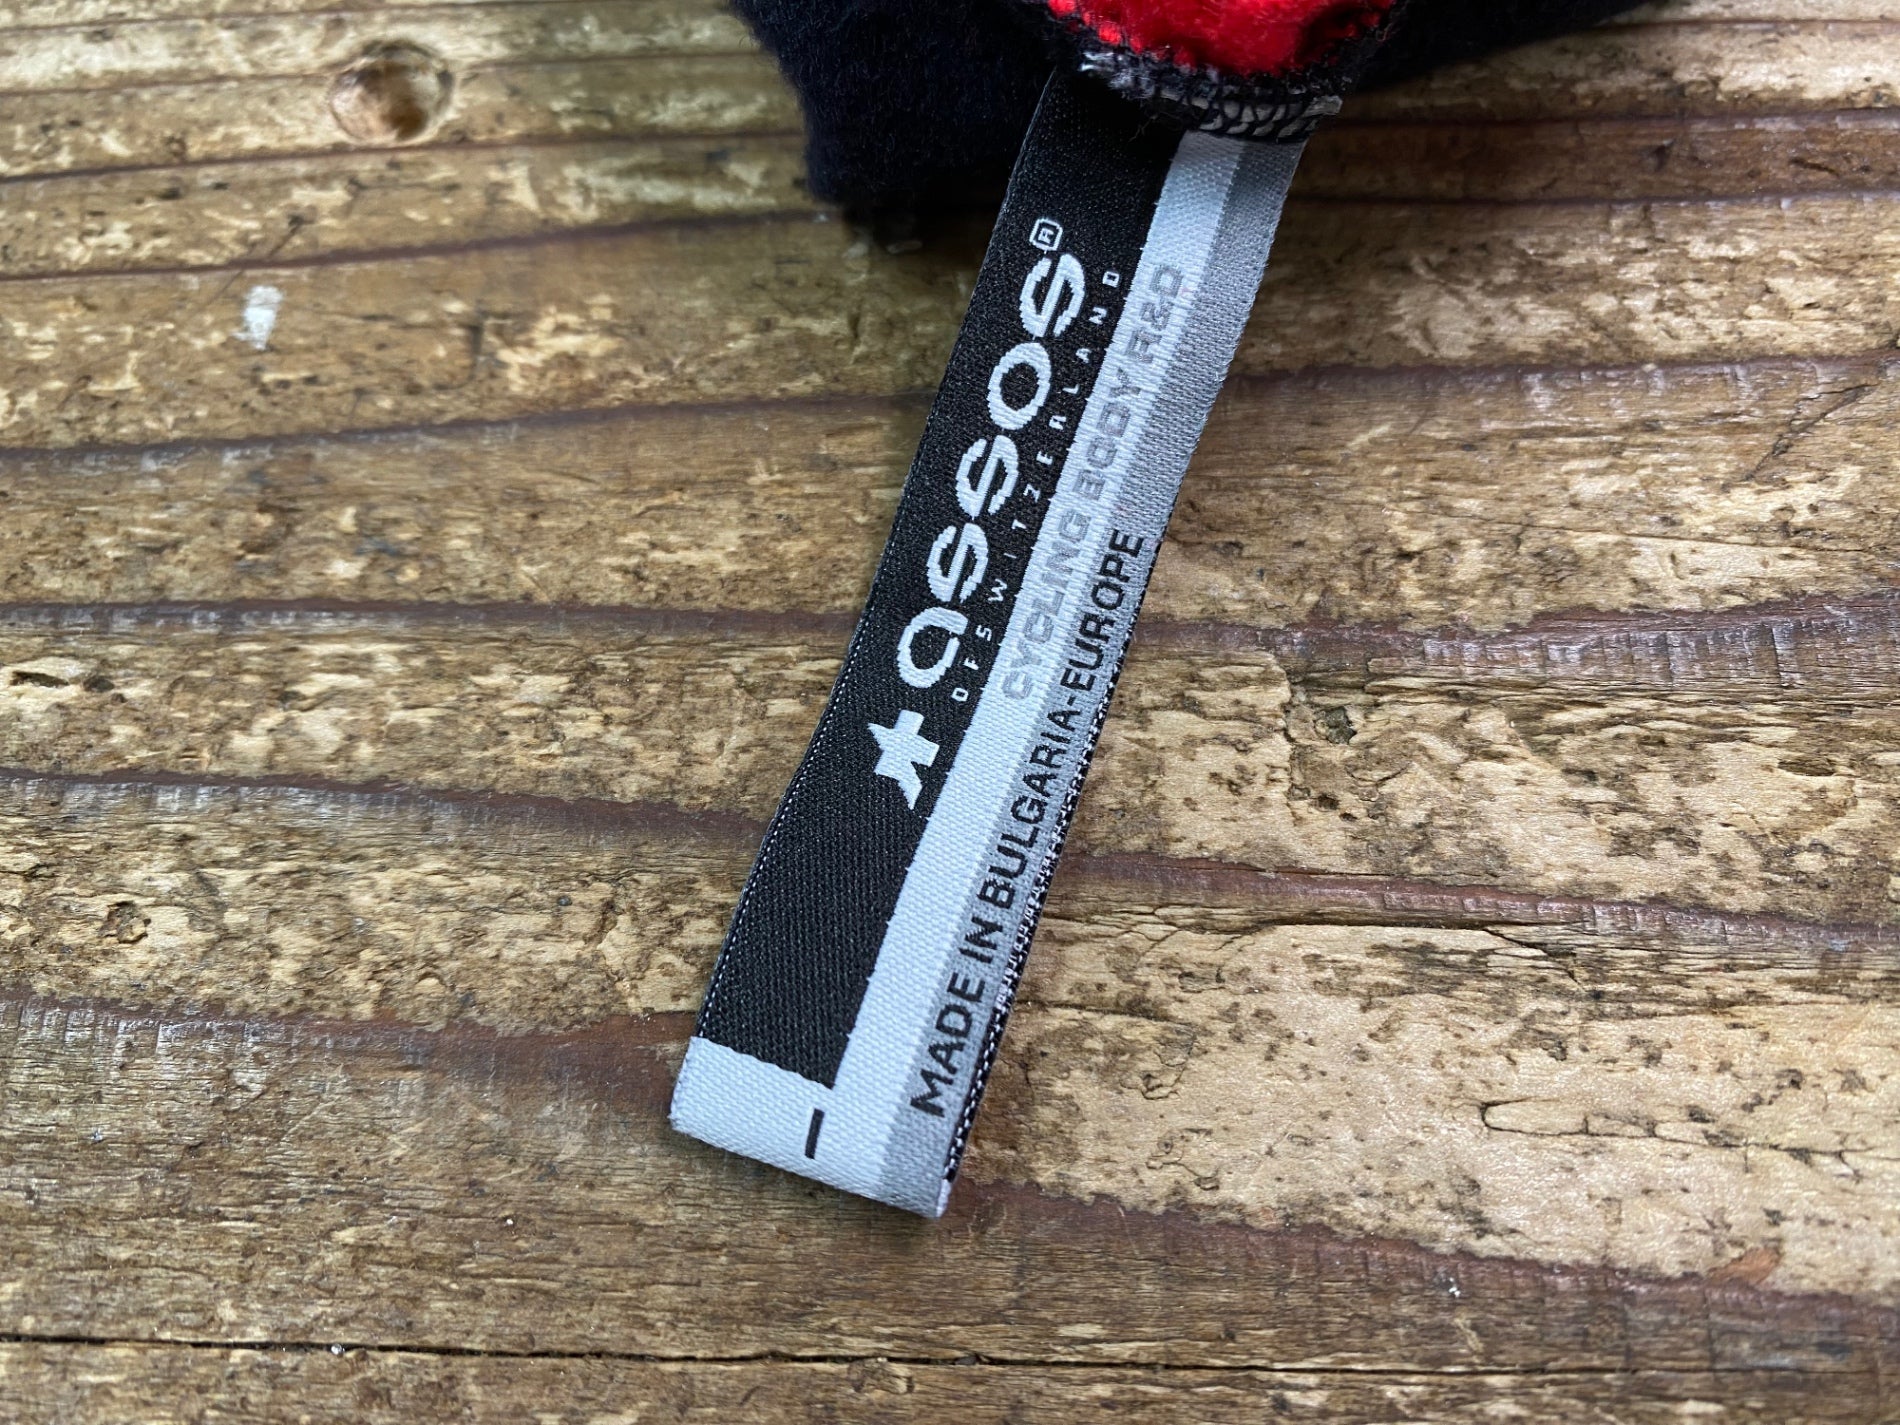 assos®
OF SWITZERLAND
CYCLING BODY R&D
MADE IN BULGARIA-EUROPE
I